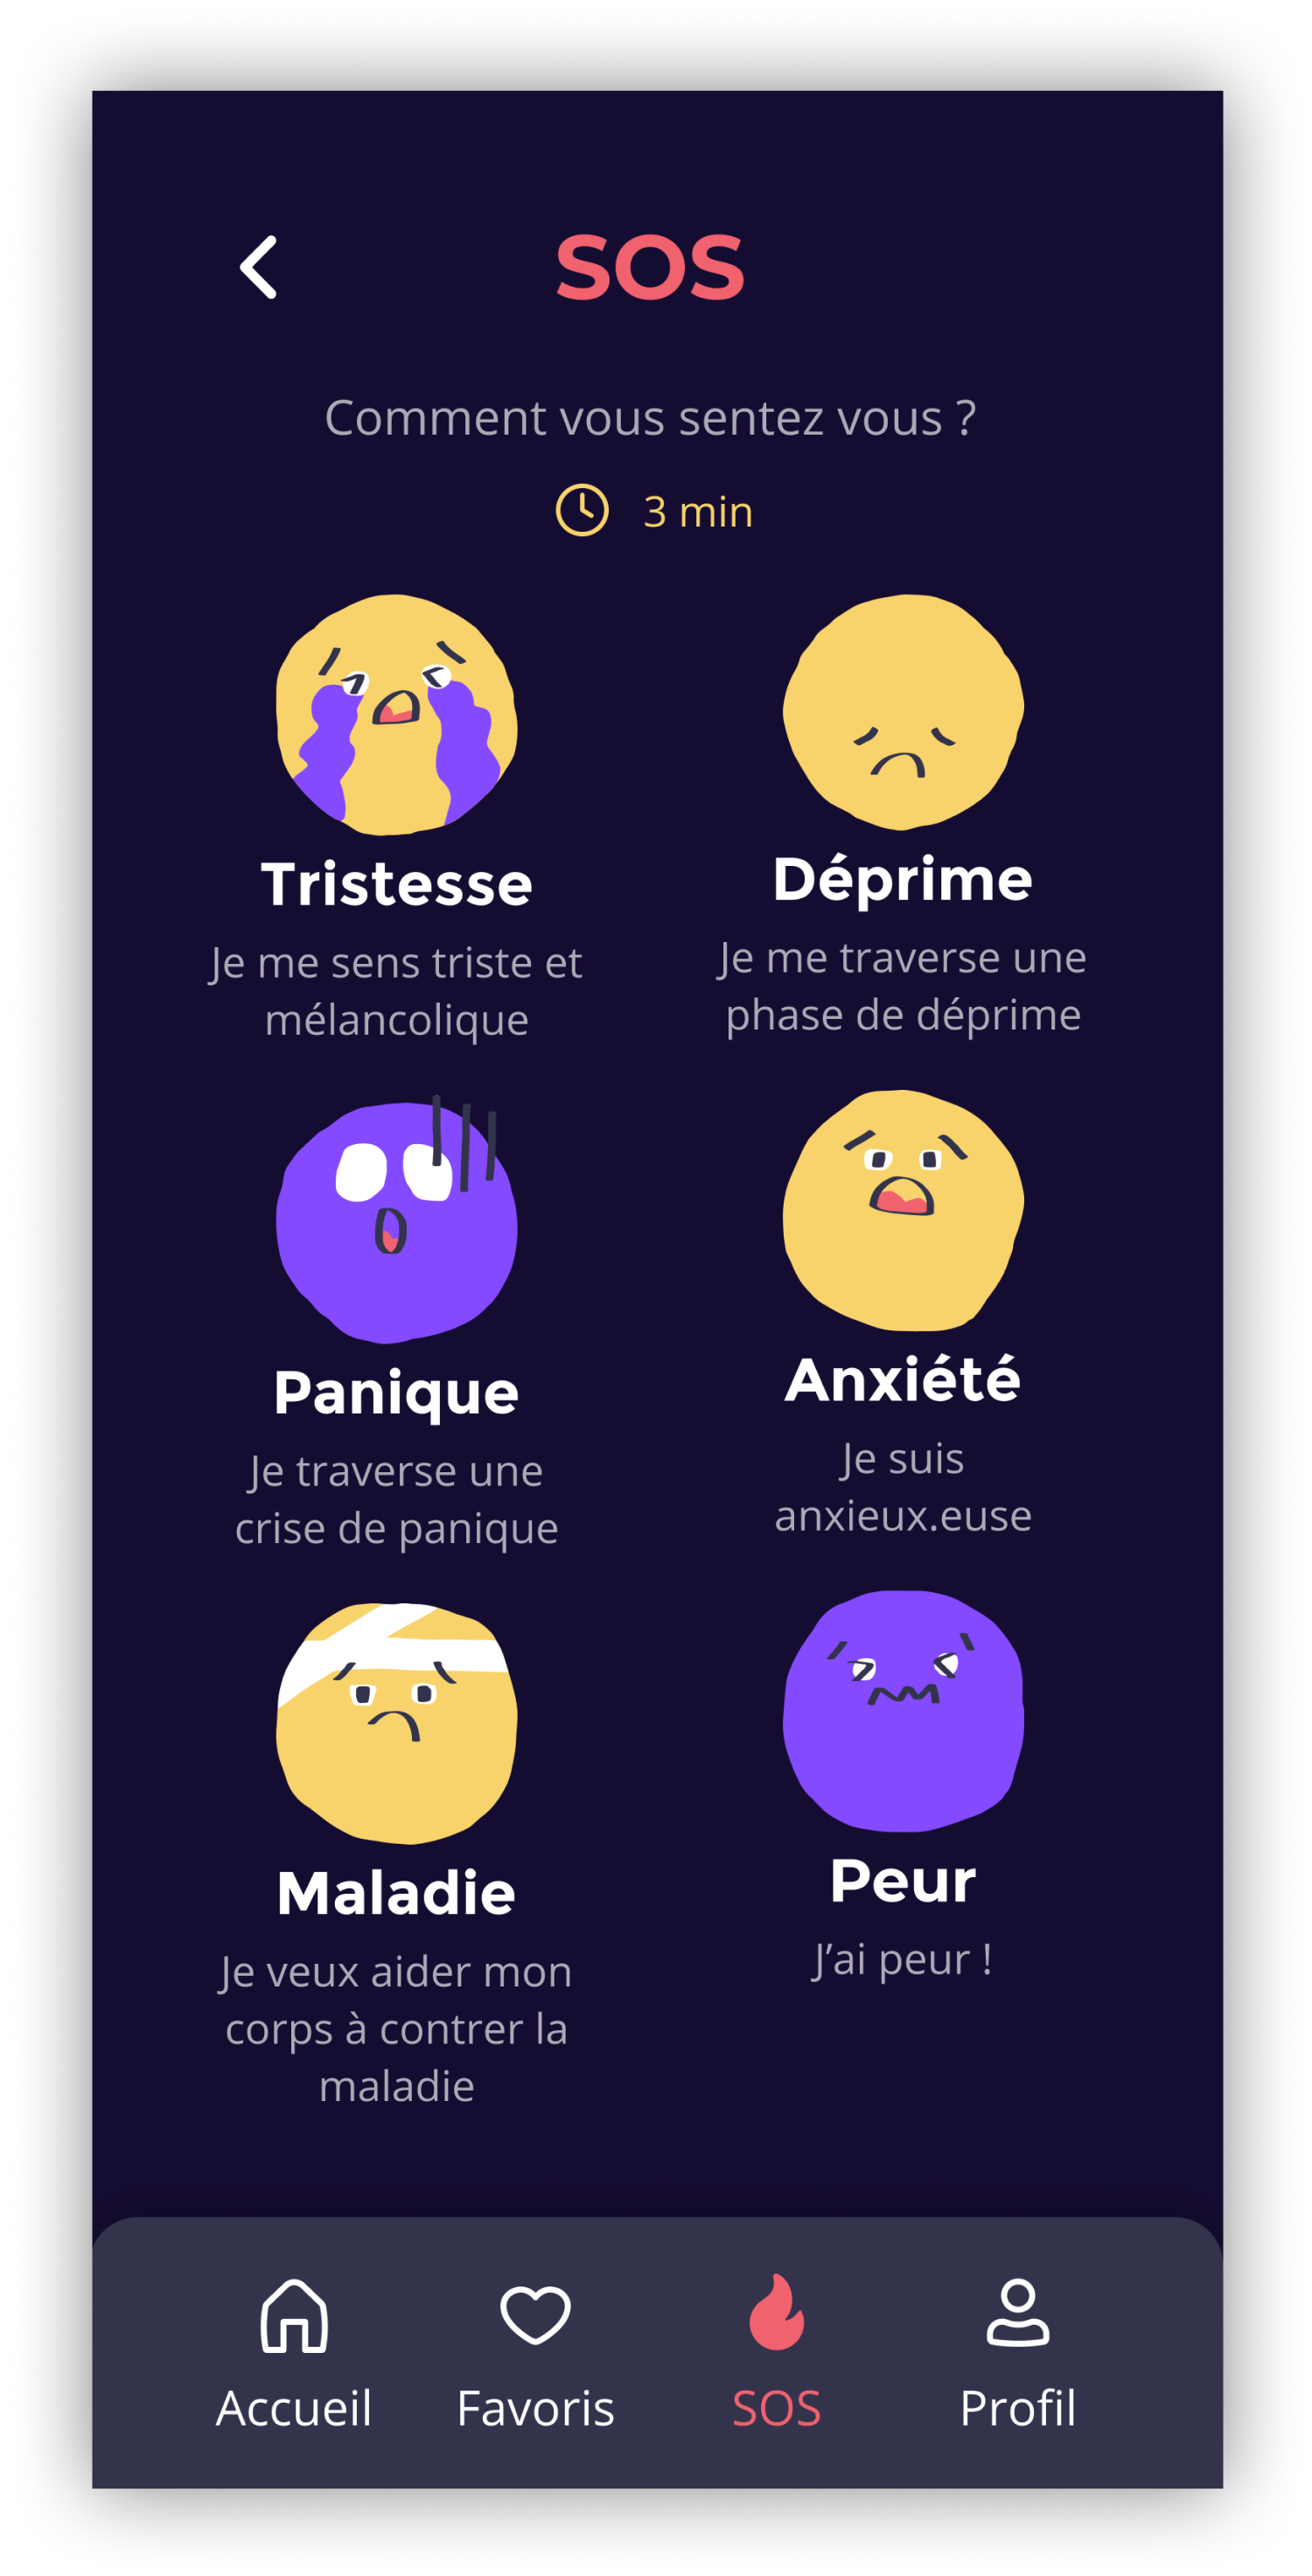 SOS
Comment vous sentez vous ?
3 min
Tristesse
Je me sens triste et
mélancolique
Déprime
Je me traverse une
phase de déprime
Panique
Je traverse une
crise de panique
Anxiété
Je suis
anxieux.euse
Maladie
Je veux aider mon
corps à contrer la
maladie
Peur
J’ai peur !
Accueil
Favoris
SOS
Profil